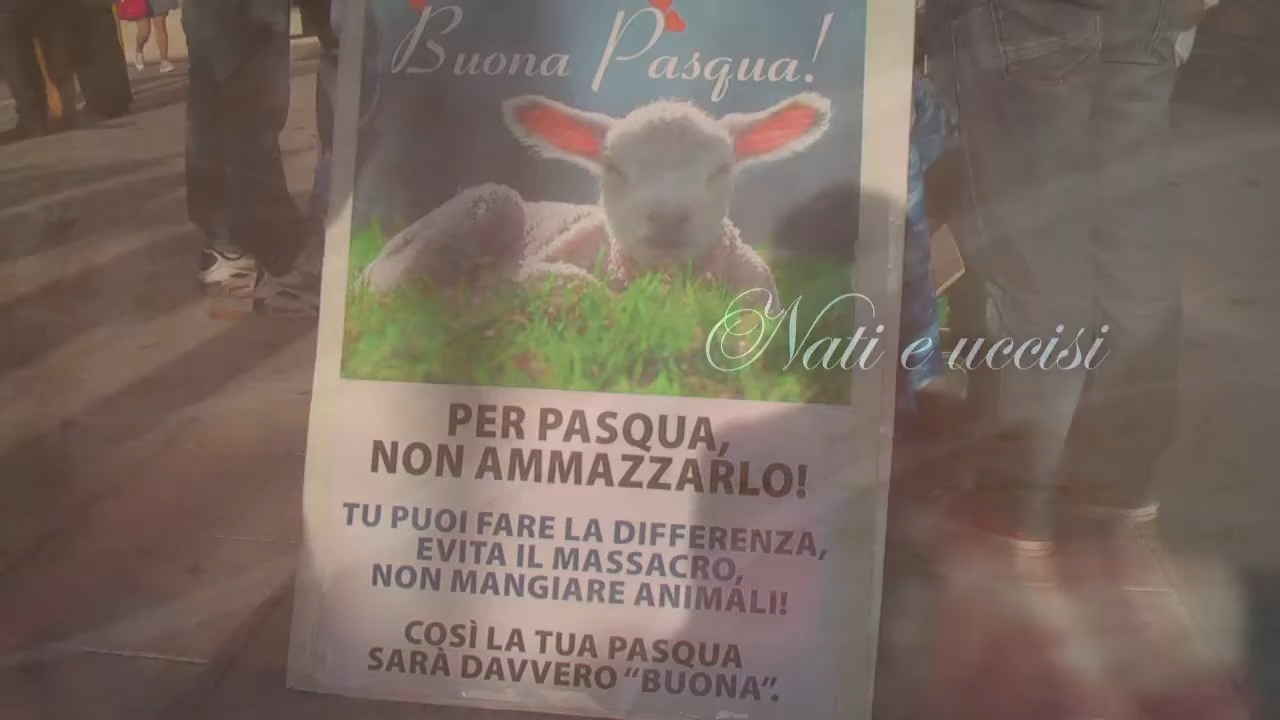 Buona Pasqua!
Nati e uccisi
PER PASQUA,
NON AMMAZZARLO!
TU PUOI FARE LA DIFFERENZA,
EVITA IL MASSACRO,
NON MANGIARE ANIMALI!
COSÌ LA TUA PASQUA
SARÀ DAVVERO “BUONA”.